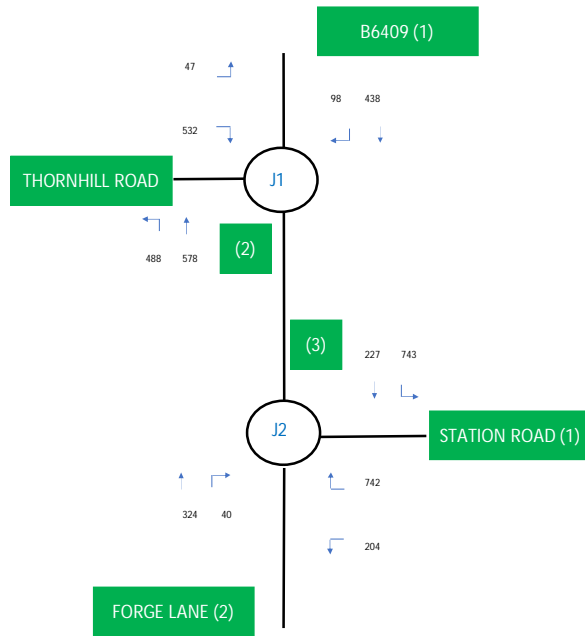 B6409 (1)
47
98 438
532
J1
THORNHILL ROAD
(2)
488 578
(3)
227 743
J2
STATION ROAD (1)
742
324 40
204
FORGE LANE (2)